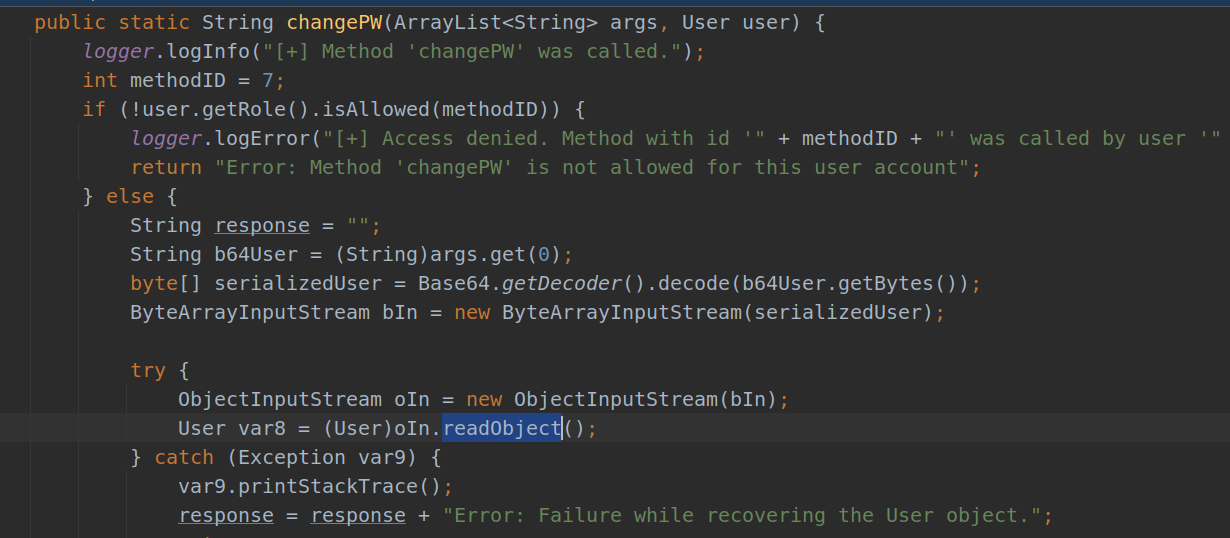 public static String changePW(ArrayList<String> args, User user) {
logger.logInfo("[+] Method 'changePW' was called.");
int methodID = 7;
if (!user.getRole().isAllowed(methodID)) {
logger.logError("[+] Access denied. Method with id '" + methodID + "' was called by user '"
return "Error: Method 'changePW' is not allowed for this user account";
} else {
String response = "";
String b64User = (String)args.get(0);
byte[] serializedUser = Base64.getDecoder().decode(b64User.getBytes());
ByteArrayInputStream bIn = new ByteArrayInputStream(serializedUser);
try {
ObjectInputStream oIn = new ObjectInputStream(bIn);
User var8 = (User)oIn.readObject();
} catch (Exception var9) {
var9.printStackTrace();
response = response + "Error: Failure while recovering the User object.";